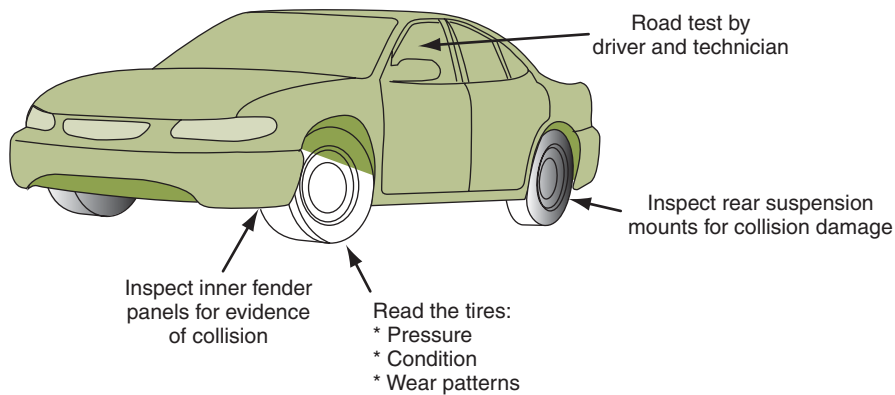 Road test by
driver and technician
Inspect rear suspension
mounts for collision damage
Inspect inner fender
panels for evidence
of collision
Read the tires:
* Pressure
* Condition
* Wear patterns